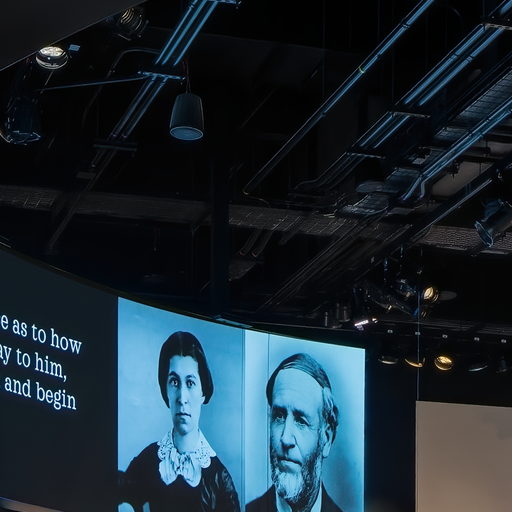 e as to how
ay to him,
and begin